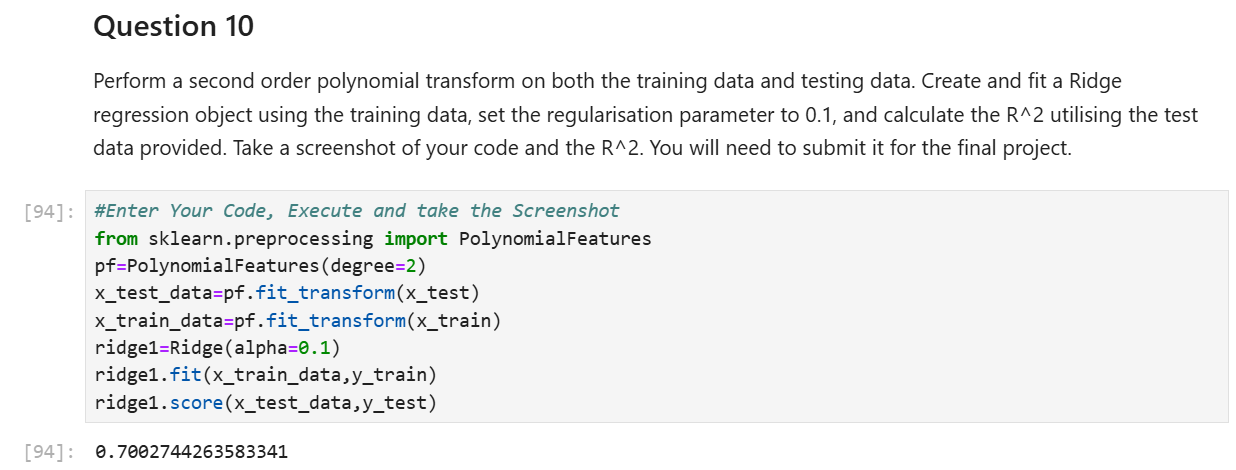 Question 10
Perform a second order polynomial transform on both the training data and testing data. Create and fit a Ridge
regression object using the training data, set the regularisation parameter to 0.1, and calculate the R^2 utilising the test
data provided. Take a screenshot of your code and the R^2. You will need to submit it for the final project.
[94]: #Enter Your Code, Execute and take the Screenshot
from sklearn.preprocessing import PolynomialFeatures
pf=PolynomialFeatures(degree=2)
x_test_data=pf.fit_transform(x_test)
x_train_data=pf.fit_transform(x_train)
ridge1=Ridge(alpha=0.1)
ridge1.fit(x_train_data,y_train)
ridge1.score(x_test_data,y_test)
[94]: 0.7002744263583341